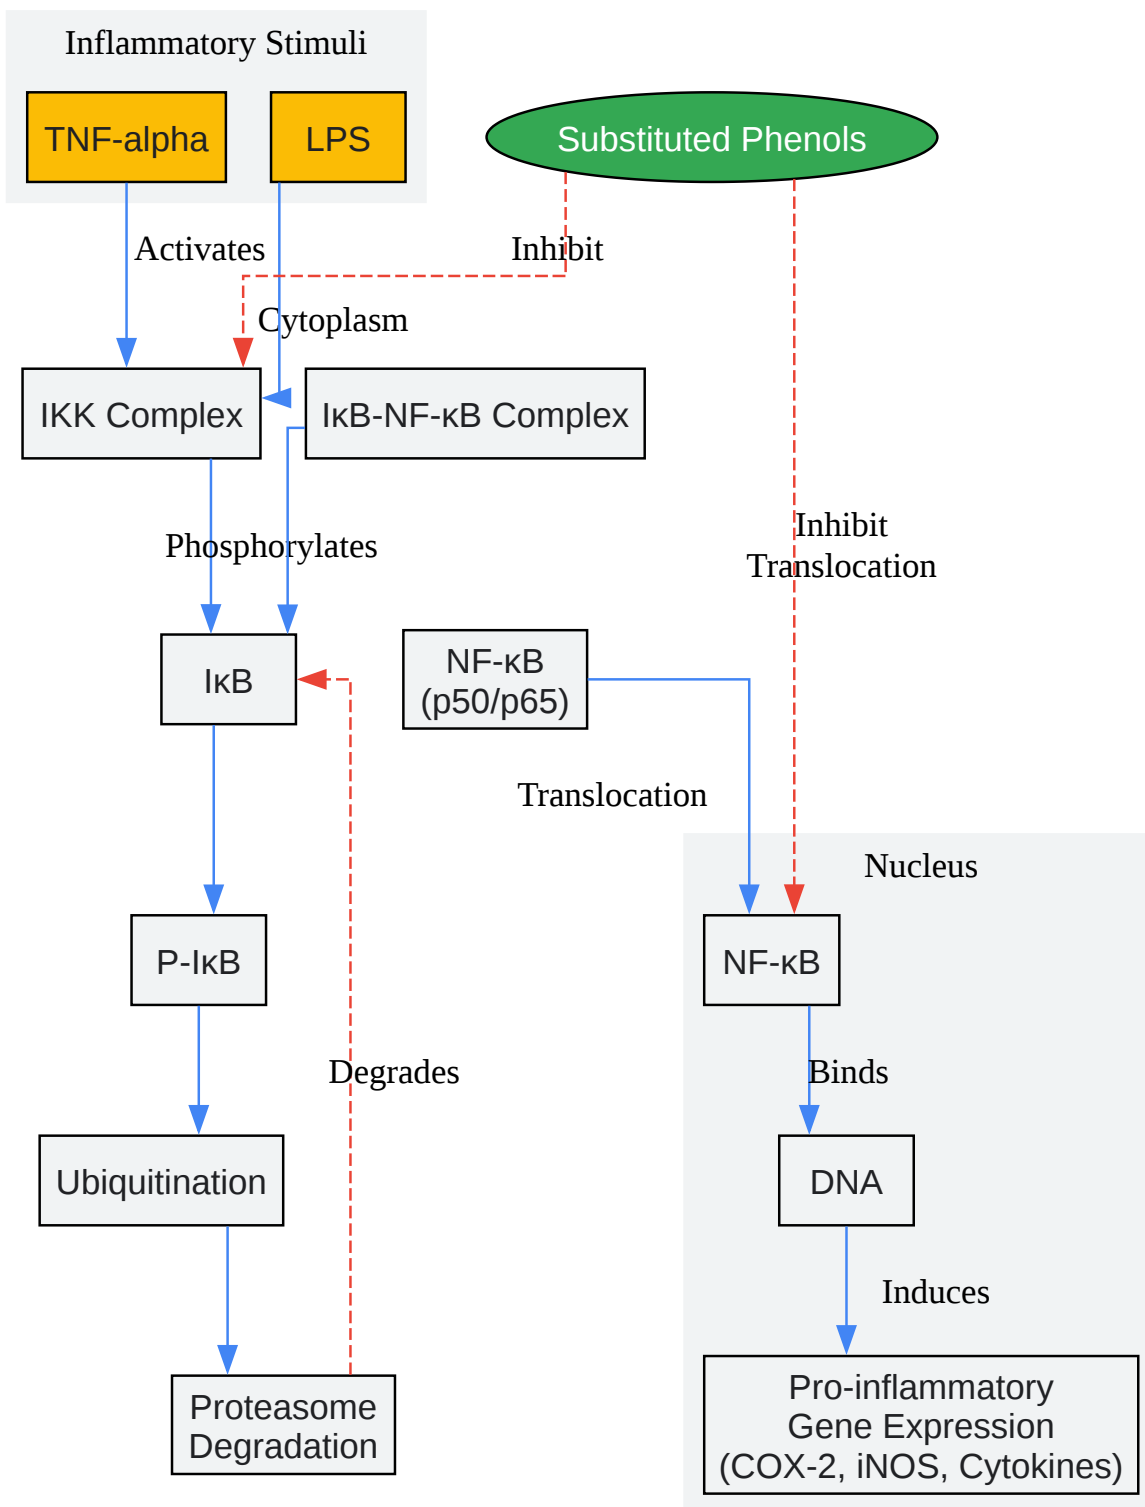 Inflammatory Stimuli
TNF-alpha
LPS
Substituted Phenols
Activates
Inhibit
Cytoplasm
IKK Complex
IκB-NF-κB Complex
Inhibit
Translocation
Phosphorylates
IκB
NF-κB
(p50/p65)
Translocation
Nucleus
P-IκB
NF-κB
Degrades
Binds
Ubiquitination
DNA
Induces
Proteasome
Degradation
Pro-inflammatory
Gene Expression
(COX-2, iNOS, Cytokines)